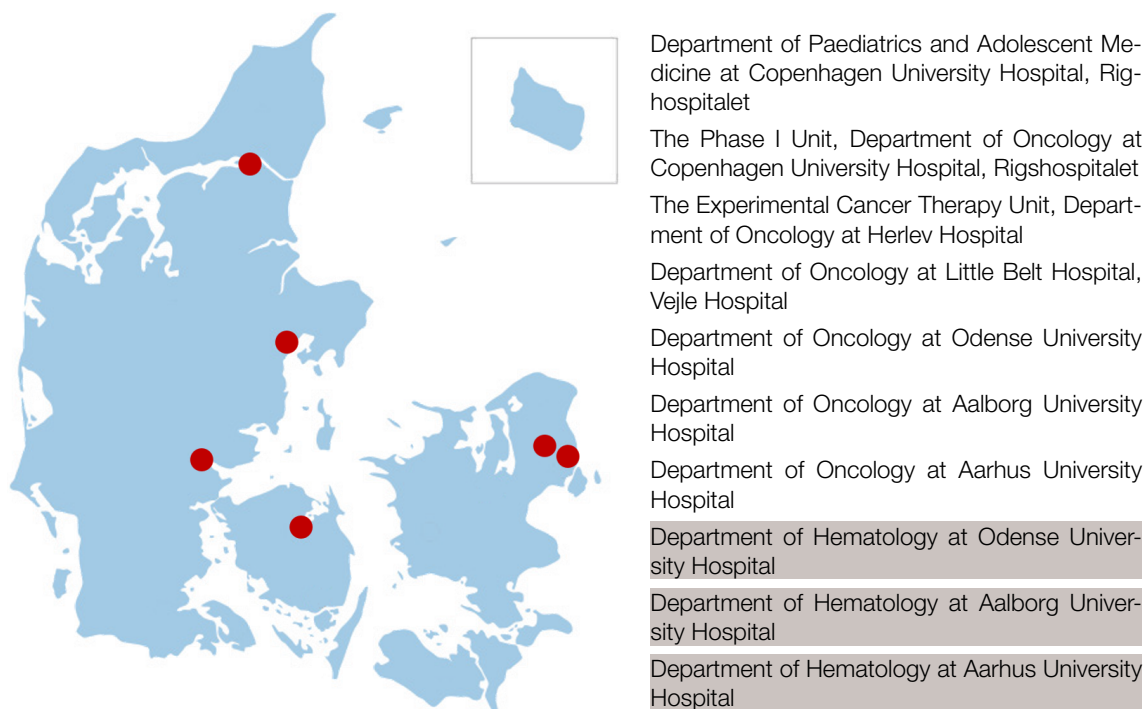 Department of Paediatrics and Adolescent Me-
dicine at Copenhagen University Hospital, Rig-
hospitalet
The Phase I Unit, Department of Oncology at
Copenhagen University Hospital, Rigshospitalet
The Experimental Cancer Therapy Unit, Depart-
ment of Oncology at Herlev Hospital
Department of Oncology at Little Belt Hospital,
Vejle Hospital
Department of Oncology at Odense University
Hospital
Department of Oncology at Aalborg University
Hospital
Department of Oncology at Aarhus University
Hospital
Department of Hematology at Odense Univer-
sity Hospital
Department of Hematology at Aalborg Univer-
sity Hospital
Department of Hematology at Aarhus University
Hospital